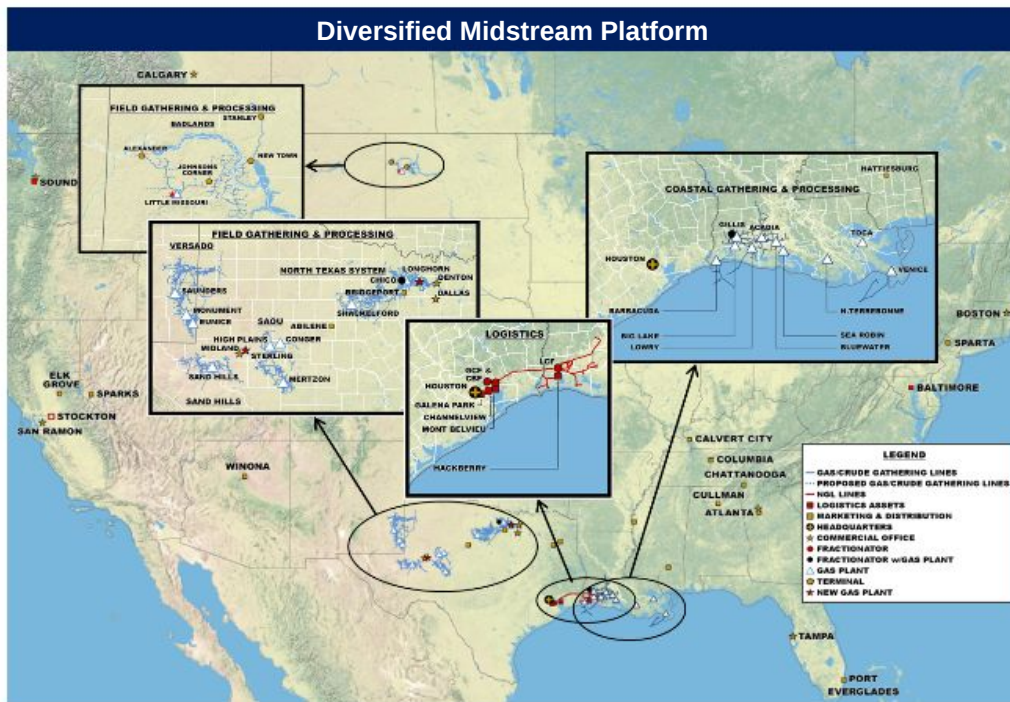 Diversified Midstream Platform
CALGARY
FIELD GATHERING & PROCESSING
BADLANDS
STANLEY
ALEXANDER
NEW TOWN
JOHNSONS
CORNER
LITTLE MISSOURI
SOUND
FIELD GATHERING & PROCESSING
VERSADO
NORTH TEXAS SYSTEM
LONGHORN
CHICO
DENTON
BRIDGEPORT
DALLAS
SHACKELFORD
SAUNDERS
MONUMENT
EUNICE
SAOU
ABILENE
HIGH PLAINS
CONGER
MIDLAND
STERLING
SAND HILLS
MERTZON
SAND HILLS
COASTAL GATHERING & PROCESSING
HATTIESBURG
GILLIS
ACADIA
TOCA
HOUSTON
VENICE
BARRACUDA
N.TERREBONNE
BIG LAKE
SEA ROBIN
LOWRY
BLUEWATER
LOGISTICS
LCF
GCF &
CBF
HOUSTON
GALENA PARK
CHANNELVIEW
MONT BELVIEU
HACKBERRY
BOSTON
SPARTA
BALTIMORE
ELK
GROVE
SPARKS
STOCKTON
SAN RAMON
WINONA
CALVERT CITY
COLUMBIA
CHATTANOOGA
CULLMAN
ATLANTA
TAMPA
PORT
EVERGLADES
LEGEND
GAS/CRUDE GATHERING LINES
PROPOSED GAS/CRUDE GATHERING LINES
NGL LINES
LOGISTICS ASSETS
MARKETING & DISTRIBUTION
HEADQUARTERS
COMMERCIAL OFFICE
FRACTIONATOR
FRACTIONATOR w/GAS PLANT
GAS PLANT
TERMINAL
NEW GAS PLANT